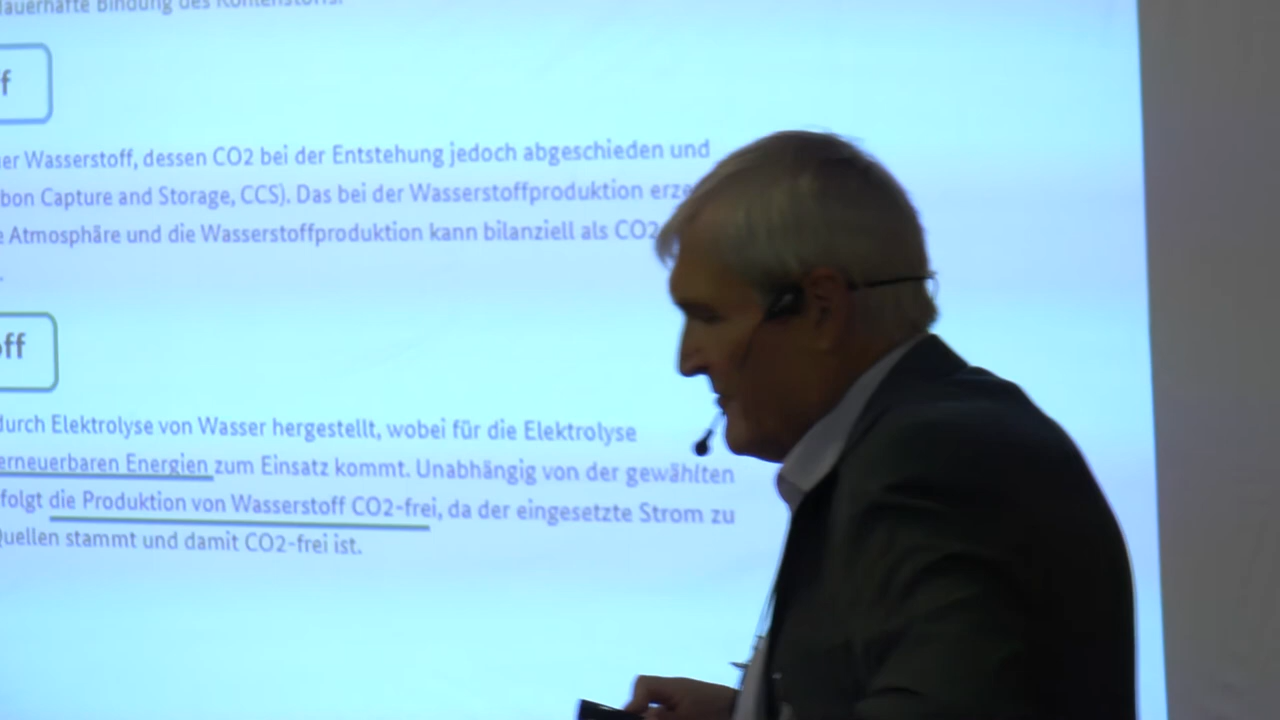 dauerhafte Bindung des Kohlenstoffs.
ff
uer Wasserstoff, dessen CO2 bei der Entstehung jedoch abgeschieden und
bon Capture and Storage, CCS). Das bei der Wasserstoffproduktion erze
e Atmosphäre und die Wasserstoffproduktion kann bilanziell als CO2
off
durch Elektrolyse von Wasser hergestellt, wobei für die Elektrolyse
erneuerbaren Energien zum Einsatz kommt. Unabhängig von der gewählten
folgt die Produktion von Wasserstoff CO2-frei, da der eingesetzte Strom zu
Quellen stammt und damit CO2-frei ist.